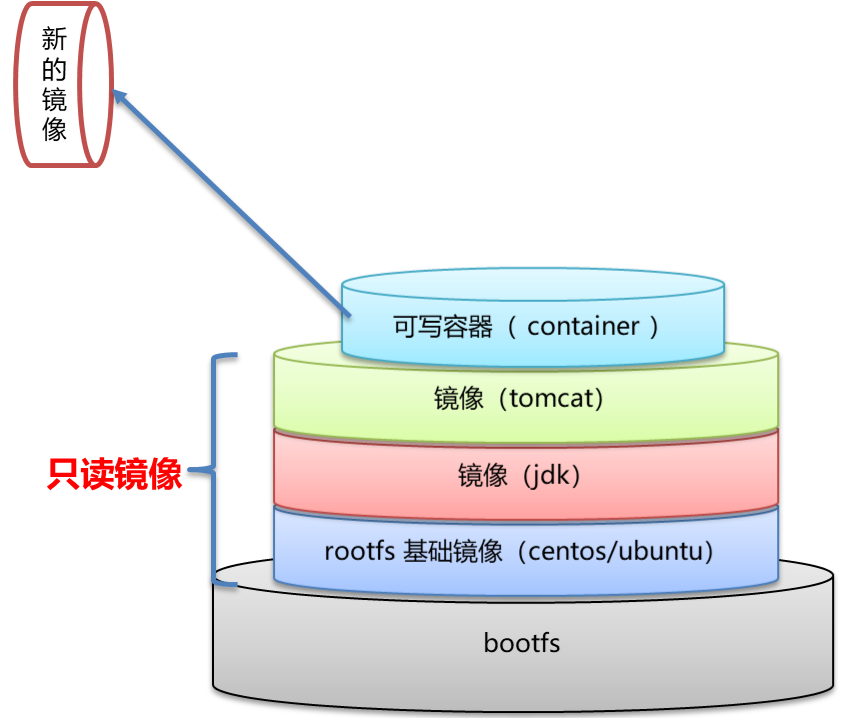 新的镜像
可写容器（ container ）
镜像（tomcat）
镜像（jdk）
只读镜像
rootfs 基础镜像（centos/ubuntu）
bootfs